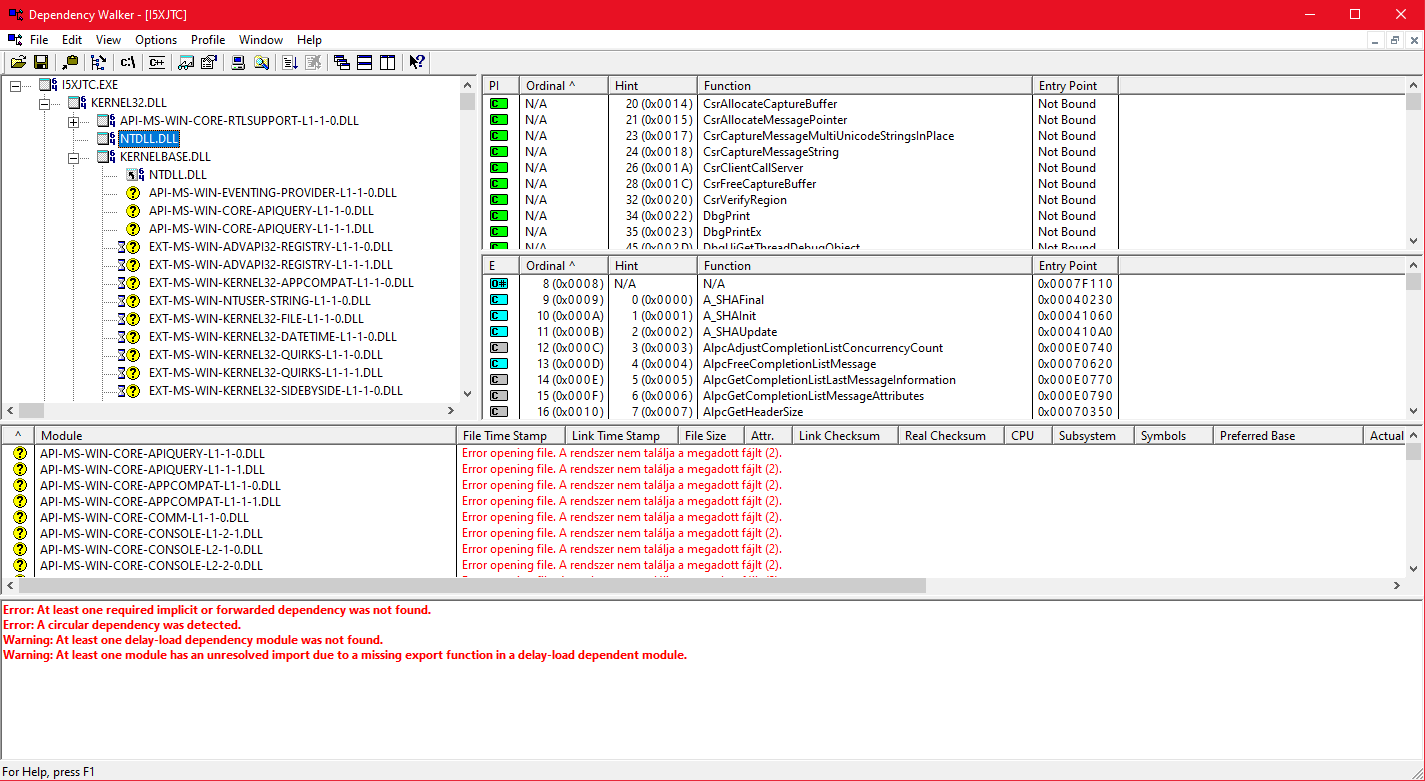 Dependency Walker - [I5XJTC]
File Edit View Options Profile Window Help
c:\ C++
I5XJTC.EXE
KERNEL32.DLL
API-MS-WIN-CORE-RTLSUPPORT-L1-1-0.DLL
NTDLL.DLL
KERNELBASE.DLL
NTDLL.DLL
API-MS-WIN-EVENTING-PROVIDER-L1-1-0.DLL
API-MS-WIN-CORE-APIQUERY-L1-1-0.DLL
API-MS-WIN-CORE-APIQUERY-L1-1-1.DLL
EXT-MS-WIN-ADVAPI32-REGISTRY-L1-1-0.DLL
EXT-MS-WIN-ADVAPI32-REGISTRY-L1-1-1.DLL
EXT-MS-WIN-KERNEL32-APPCOMPAT-L1-1-0.DLL
EXT-MS-WIN-NTUSER-STRING-L1-1-0.DLL
EXT-MS-WIN-KERNEL32-FILE-L1-1-0.DLL
EXT-MS-WIN-KERNEL32-DATETIME-L1-1-0.DLL
EXT-MS-WIN-KERNEL32-QUIRKS-L1-1-0.DLL
EXT-MS-WIN-KERNEL32-QUIRKS-L1-1-1.DLL
EXT-MS-WIN-KERNEL32-SIDEBYSIDE-L1-1-0.DLL
PI Ordinal ^ Hint Function Entry Point
C N/A 20 (0x0014) CsrAllocateCaptureBuffer Not Bound
C N/A 21 (0x0015) CsrAllocateMessagePointer Not Bound
C N/A 23 (0x0017) CsrCaptureMessageMultiUnicodeStringsInPlace Not Bound
C N/A 24 (0x0018) CsrCaptureMessageString Not Bound
C N/A 26 (0x001A) CsrClientCallServer Not Bound
C N/A 28 (0x001C) CsrFreeCaptureBuffer Not Bound
C N/A 32 (0x0020) CsrVerifyRegion Not Bound
C N/A 34 (0x0022) DbgPrint Not Bound
C N/A 35 (0x0023) DbgPrintEx Not Bound
C N/A 45 (0x002D) DbgUiGetThreadDebugObject Not Bound
E Ordinal ^ Hint Function Entry Point
O# 8 (0x0008) N/A N/A 0x0007F110
C 9 (0x0009) 0 (0x0000) A_SHAFinal 0x00040230
C 10 (0x000A) 1 (0x0001) A_SHAInit 0x00041060
C 11 (0x000B) 2 (0x0002) A_SHAUpdate 0x000410A0
C 12 (0x000C) 3 (0x0003) AlpcAdjustCompletionListConcurrencyCount 0x000E0740
C 13 (0x000D) 4 (0x0004) AlpcFreeCompletionListMessage 0x00070620
C 14 (0x000E) 5 (0x0005) AlpcGetCompletionListLastMessageInformation 0x000E0770
C 15 (0x000F) 6 (0x0006) AlpcGetCompletionListMessageAttributes 0x000E0790
C 16 (0x0010) 7 (0x0007) AlpcGetHeaderSize 0x00070350
^ Module File Time Stamp Link Time Stamp File Size Attr. Link Checksum Real Checksum CPU Subsystem Symbols Preferred Base Actual
API-MS-WIN-CORE-APIQUERY-L1-1-0.DLL Error opening file. A rendszer nem találja a megadott fájlt (2).
API-MS-WIN-CORE-APIQUERY-L1-1-1.DLL Error opening file. A rendszer nem találja a megadott fájlt (2).
API-MS-WIN-CORE-APPCOMPAT-L1-1-0.DLL Error opening file. A rendszer nem találja a megadott fájlt (2).
API-MS-WIN-CORE-APPCOMPAT-L1-1-1.DLL Error opening file. A rendszer nem találja a megadott fájlt (2).
API-MS-WIN-CORE-COMM-L1-1-0.DLL Error opening file. A rendszer nem találja a megadott fájlt (2).
API-MS-WIN-CORE-CONSOLE-L1-2-1.DLL Error opening file. A rendszer nem találja a megadott fájlt (2).
API-MS-WIN-CORE-CONSOLE-L2-1-0.DLL Error opening file. A rendszer nem találja a megadott fájlt (2).
API-MS-WIN-CORE-CONSOLE-L2-2-0.DLL Error opening file. A rendszer nem találja a megadott fájlt (2).
Error: At least one required implicit or forwarded dependency was not found.
Error: A circular dependency was detected.
Warning: At least one delay-load dependency module was not found.
Warning: At least one module has an unresolved import due to a missing export function in a delay-load dependent module.
For Help, press F1